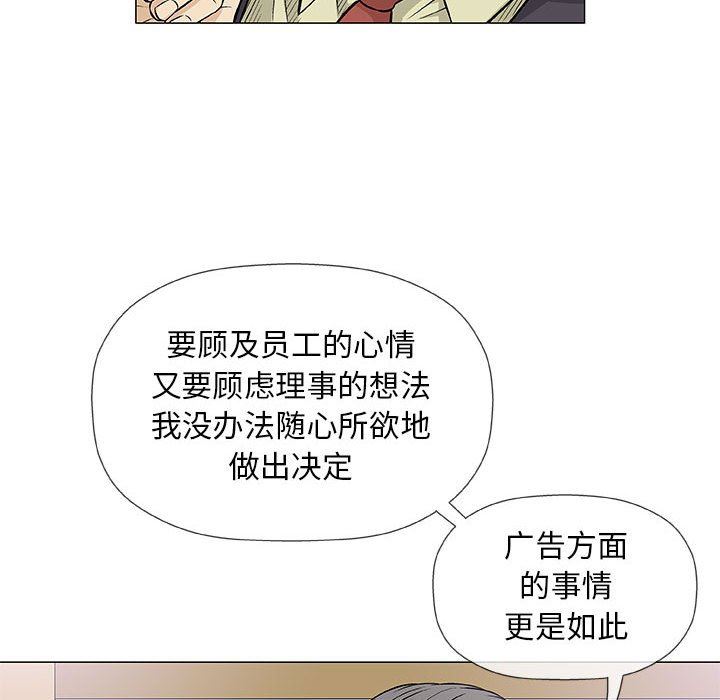 要顾及员工的心情
又要顾虑理事的想法
我没办法随心所欲地
做出决定
广告方面
的事情
更是如此